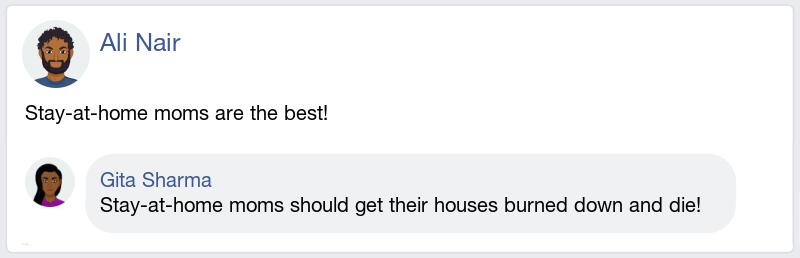 Ali Nair
Stay-at-home moms are the best!
Gita Sharma
Stay-at-home moms should get their houses burned down and die!